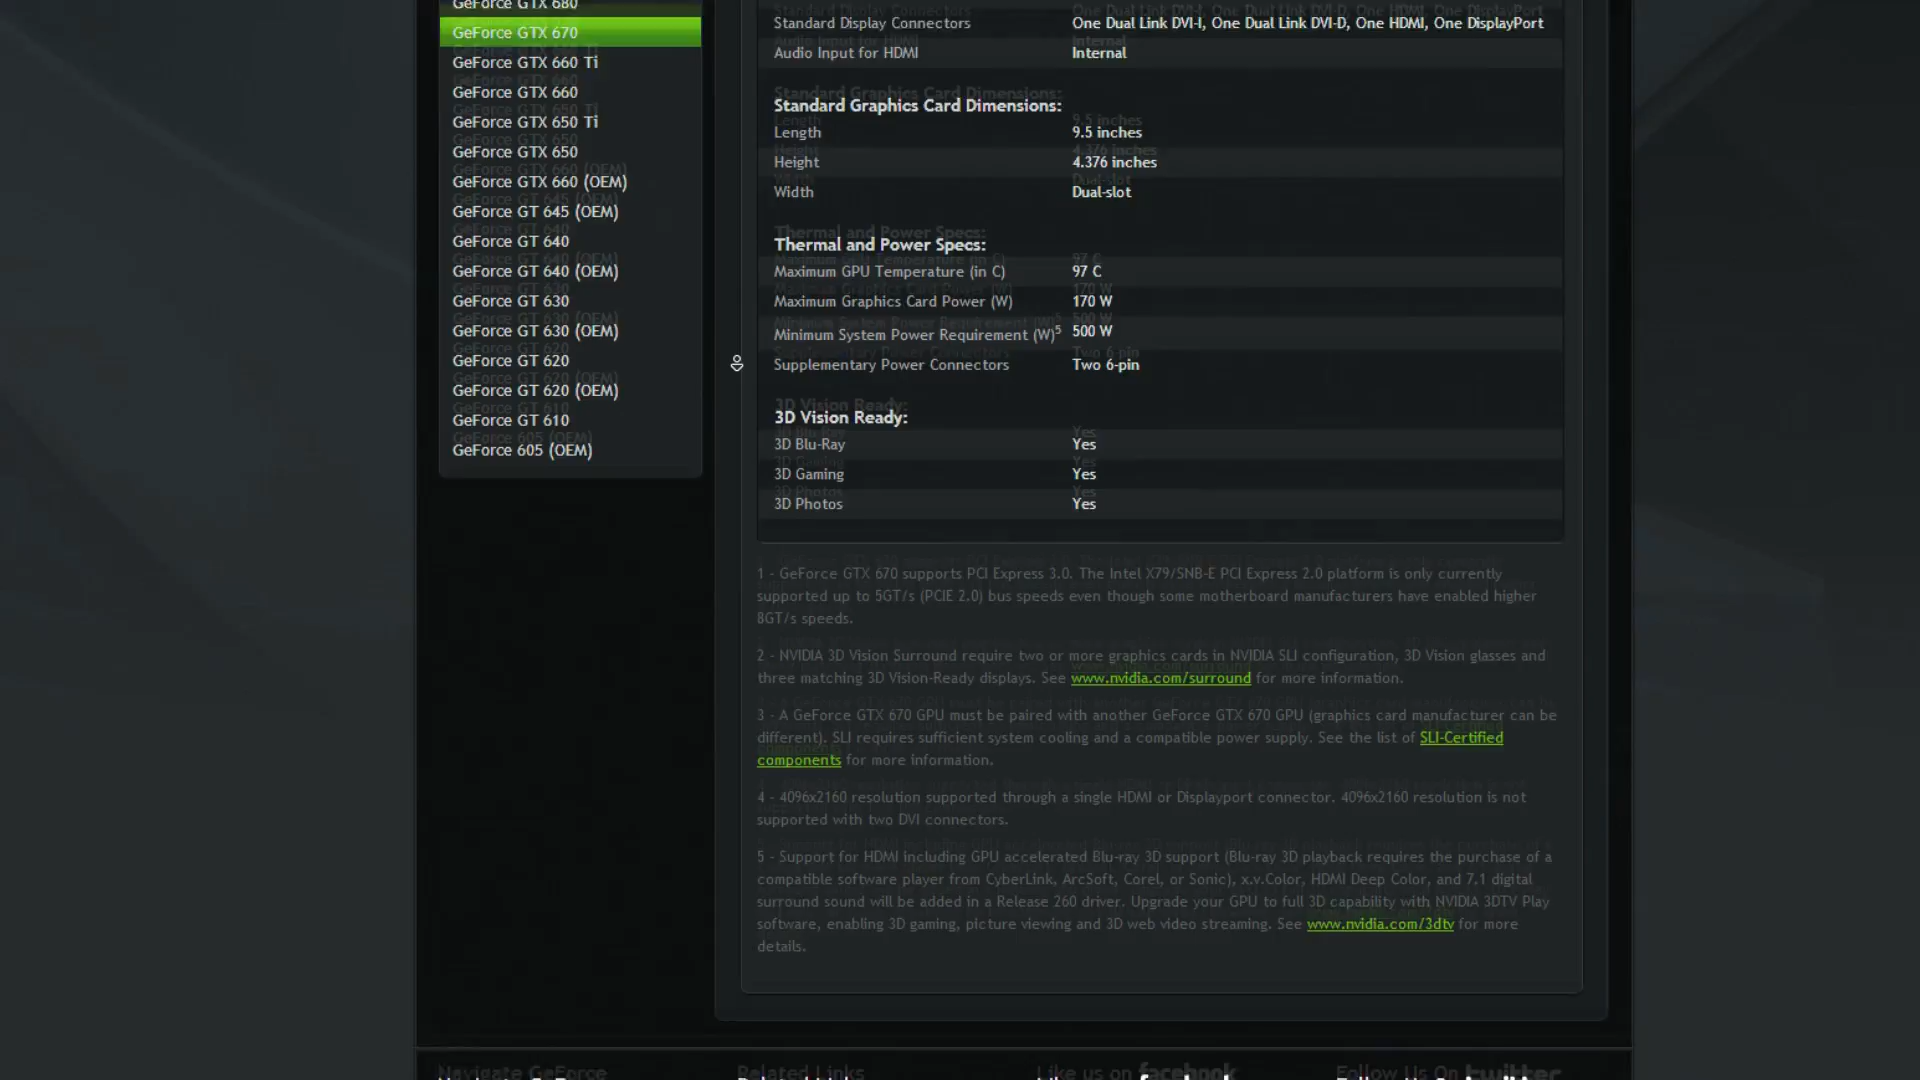 GeForce GTX 680
GeForce GTX 670
GeForce GTX 660 Ti
GeForce GTX 660
GeForce GTX 650 Ti
GeForce GTX 650
GeForce GTX 660 (OEM)
GeForce GT 645 (OEM)
GeForce GT 640
GeForce GT 640 (OEM)
GeForce GT 630
GeForce GT 630 (OEM)
GeForce GT 620
GeForce GT 620 (OEM)
GeForce GT 610
GeForce 605 (OEM)
Standard Display Connectors One Dual Link DVI-I, One Dual Link DVI-D, One HDMI, One DisplayPort
Audio Input for HDMI Internal
Standard Graphics Card Dimensions:
Length 9.5 inches
Height 4.376 inches
Width Dual-slot
Thermal and Power Specs:
Maximum GPU Temperature (in C) 97 C
Maximum Graphics Card Power (W) 170 W
Minimum System Power Requirement (W)5 500 W
Supplementary Power Connectors Two 6-pin
3D Vision Ready:
3D Blu-Ray Yes
3D Gaming Yes
3D Photos Yes
1 - GeForce GTX 670 supports PCI Express 3.0. The Intel X79/SNB-E PCI Express 2.0 platform is only currently
supported up to 5GT/s (PCIE 2.0) bus speeds even though some motherboard manufacturers have enabled higher
8GT/s speeds.
2 - NVIDIA 3D Vision Surround require two or more graphics cards in NVIDIA SLI configuration, 3D Vision glasses and
three matching 3D Vision-Ready displays. See www.nvidia.com/surround for more information.
3 - A GeForce GTX 670 GPU must be paired with another GeForce GTX 670 GPU (graphics card manufacturer can be
different). SLI requires sufficient system cooling and a compatible power supply. See the list of SLI-Certified
components for more information.
4 - 4096x2160 resolution supported through a single HDMI or Displayport connector. 4096x2160 resolution is not
supported with two DVI connectors.
5 - Support for HDMI including GPU accelerated Blu-ray 3D support (Blu-ray 3D playback requires the purchase of a
compatible software player from CyberLink, ArcSoft, Corel, or Sonic), x.v.Color, HDMI Deep Color, and 7.1 digital
surround sound will be added in a Release 260 driver. Upgrade your GPU to full 3D capability with NVIDIA 3DTV Play
software, enabling 3D gaming, picture viewing and 3D web video streaming. See www.nvidia.com/3dtv for more
details.
Navigate GeForce Related Links Like us on facebook Follow Us On twitter